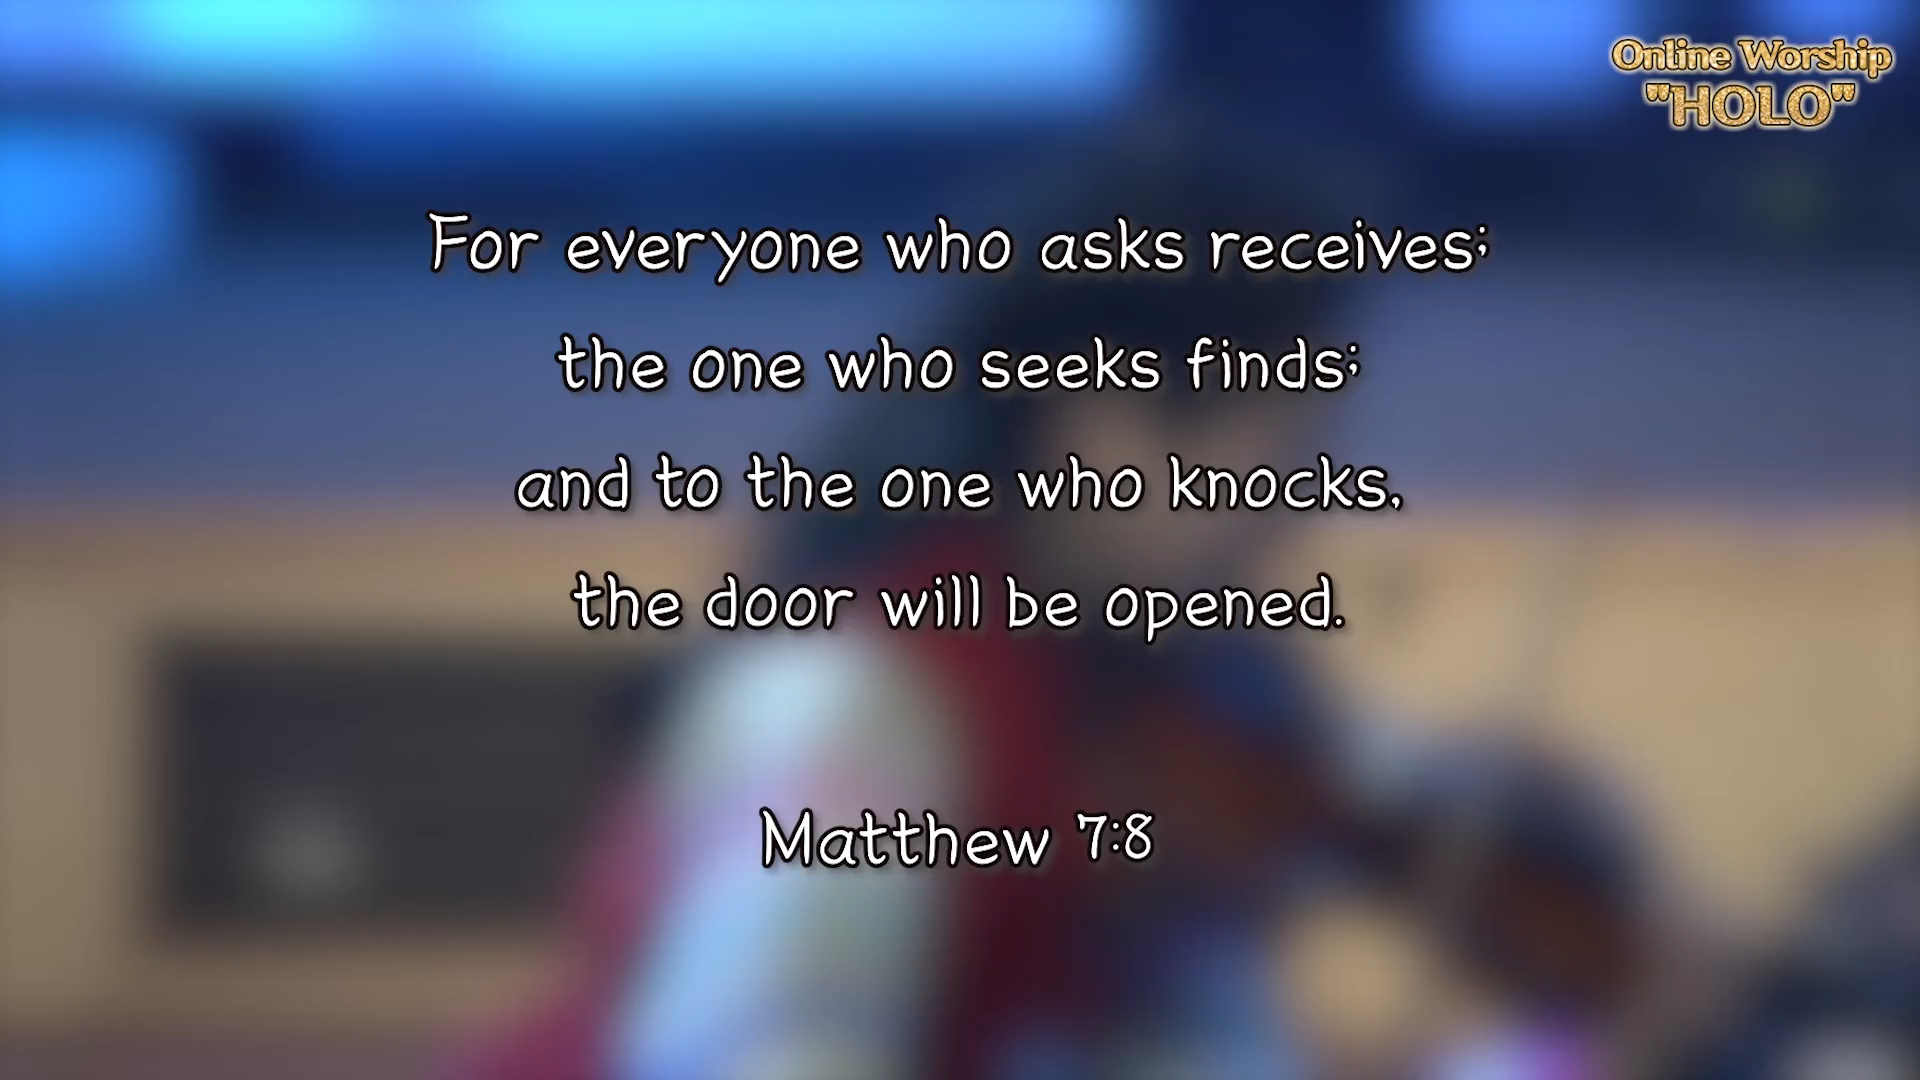 Online Worship
"HOLO"
For everyone who asks receives;
the one who seeks finds;
and to the one who knocks,
the door will be opened.
Matthew 7:8